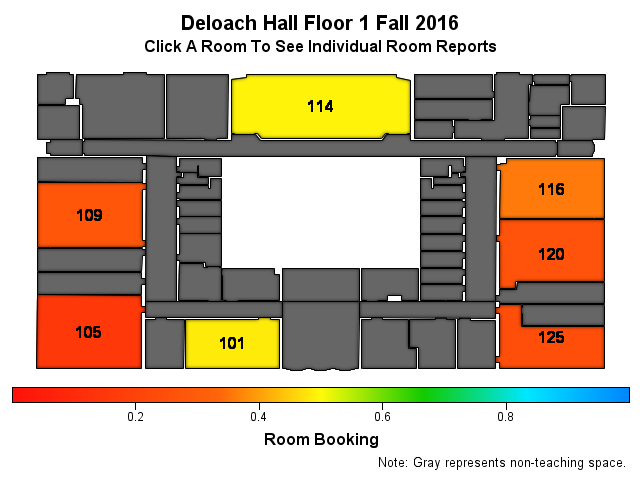 Deloach Hall Floor 1 Fall 2016
Click A Room To See Individual Room Reports
114
116
109
120
105
101
125
0.2 0.4 0.6 0.8
Room Booking
Note: Gray represents non-teaching space.